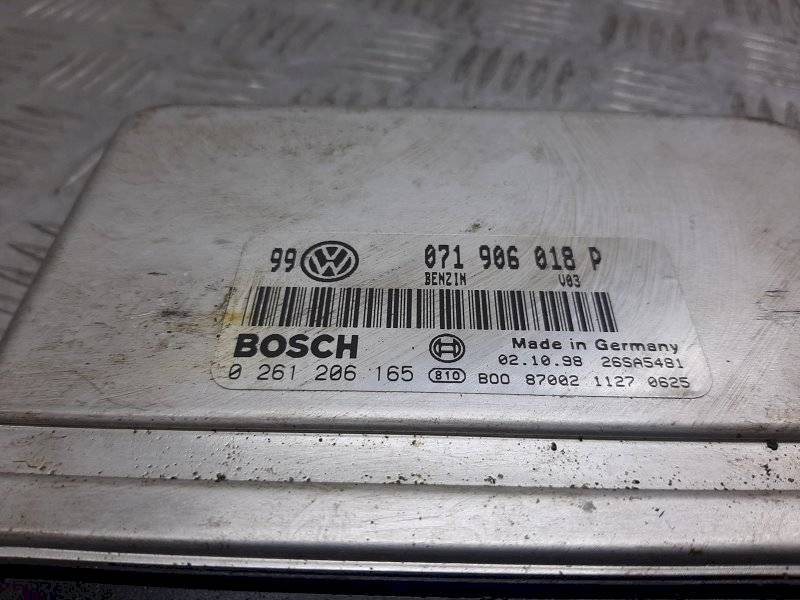 99 VW 071 906 018 P
BENZIN V03
BOSCH Made in Germany
02.10.98 26SA5481
0 261 206 165 810 B00 87002 1127 0625